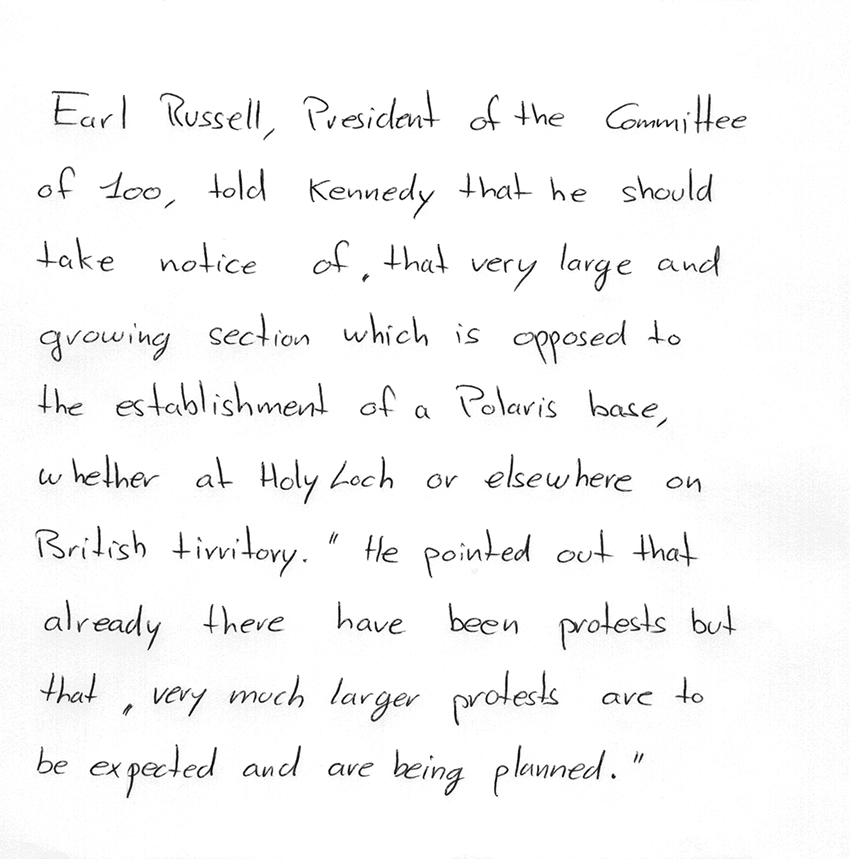 Earl Russell, President of the Committee
of 100, told Kennedy that he should
take notice of „ that very large and
growing section which is opposed to
the establishment of a Polaris base,
whether at Holy Loch or elsewhere on
British tirritory. " He pointed out that
already there have been protests but
that „ very much larger protests are to
be expected and are being planned. "